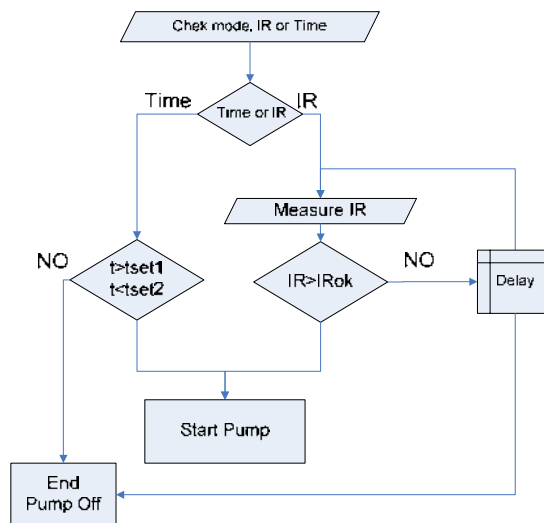 Chex mode, IR or Time
Time
IR
Time or IR
Measure IR
NO
t>tset1
t<tset2
IR>IRok
NO
Delay
Start Pump
End
Pump Off